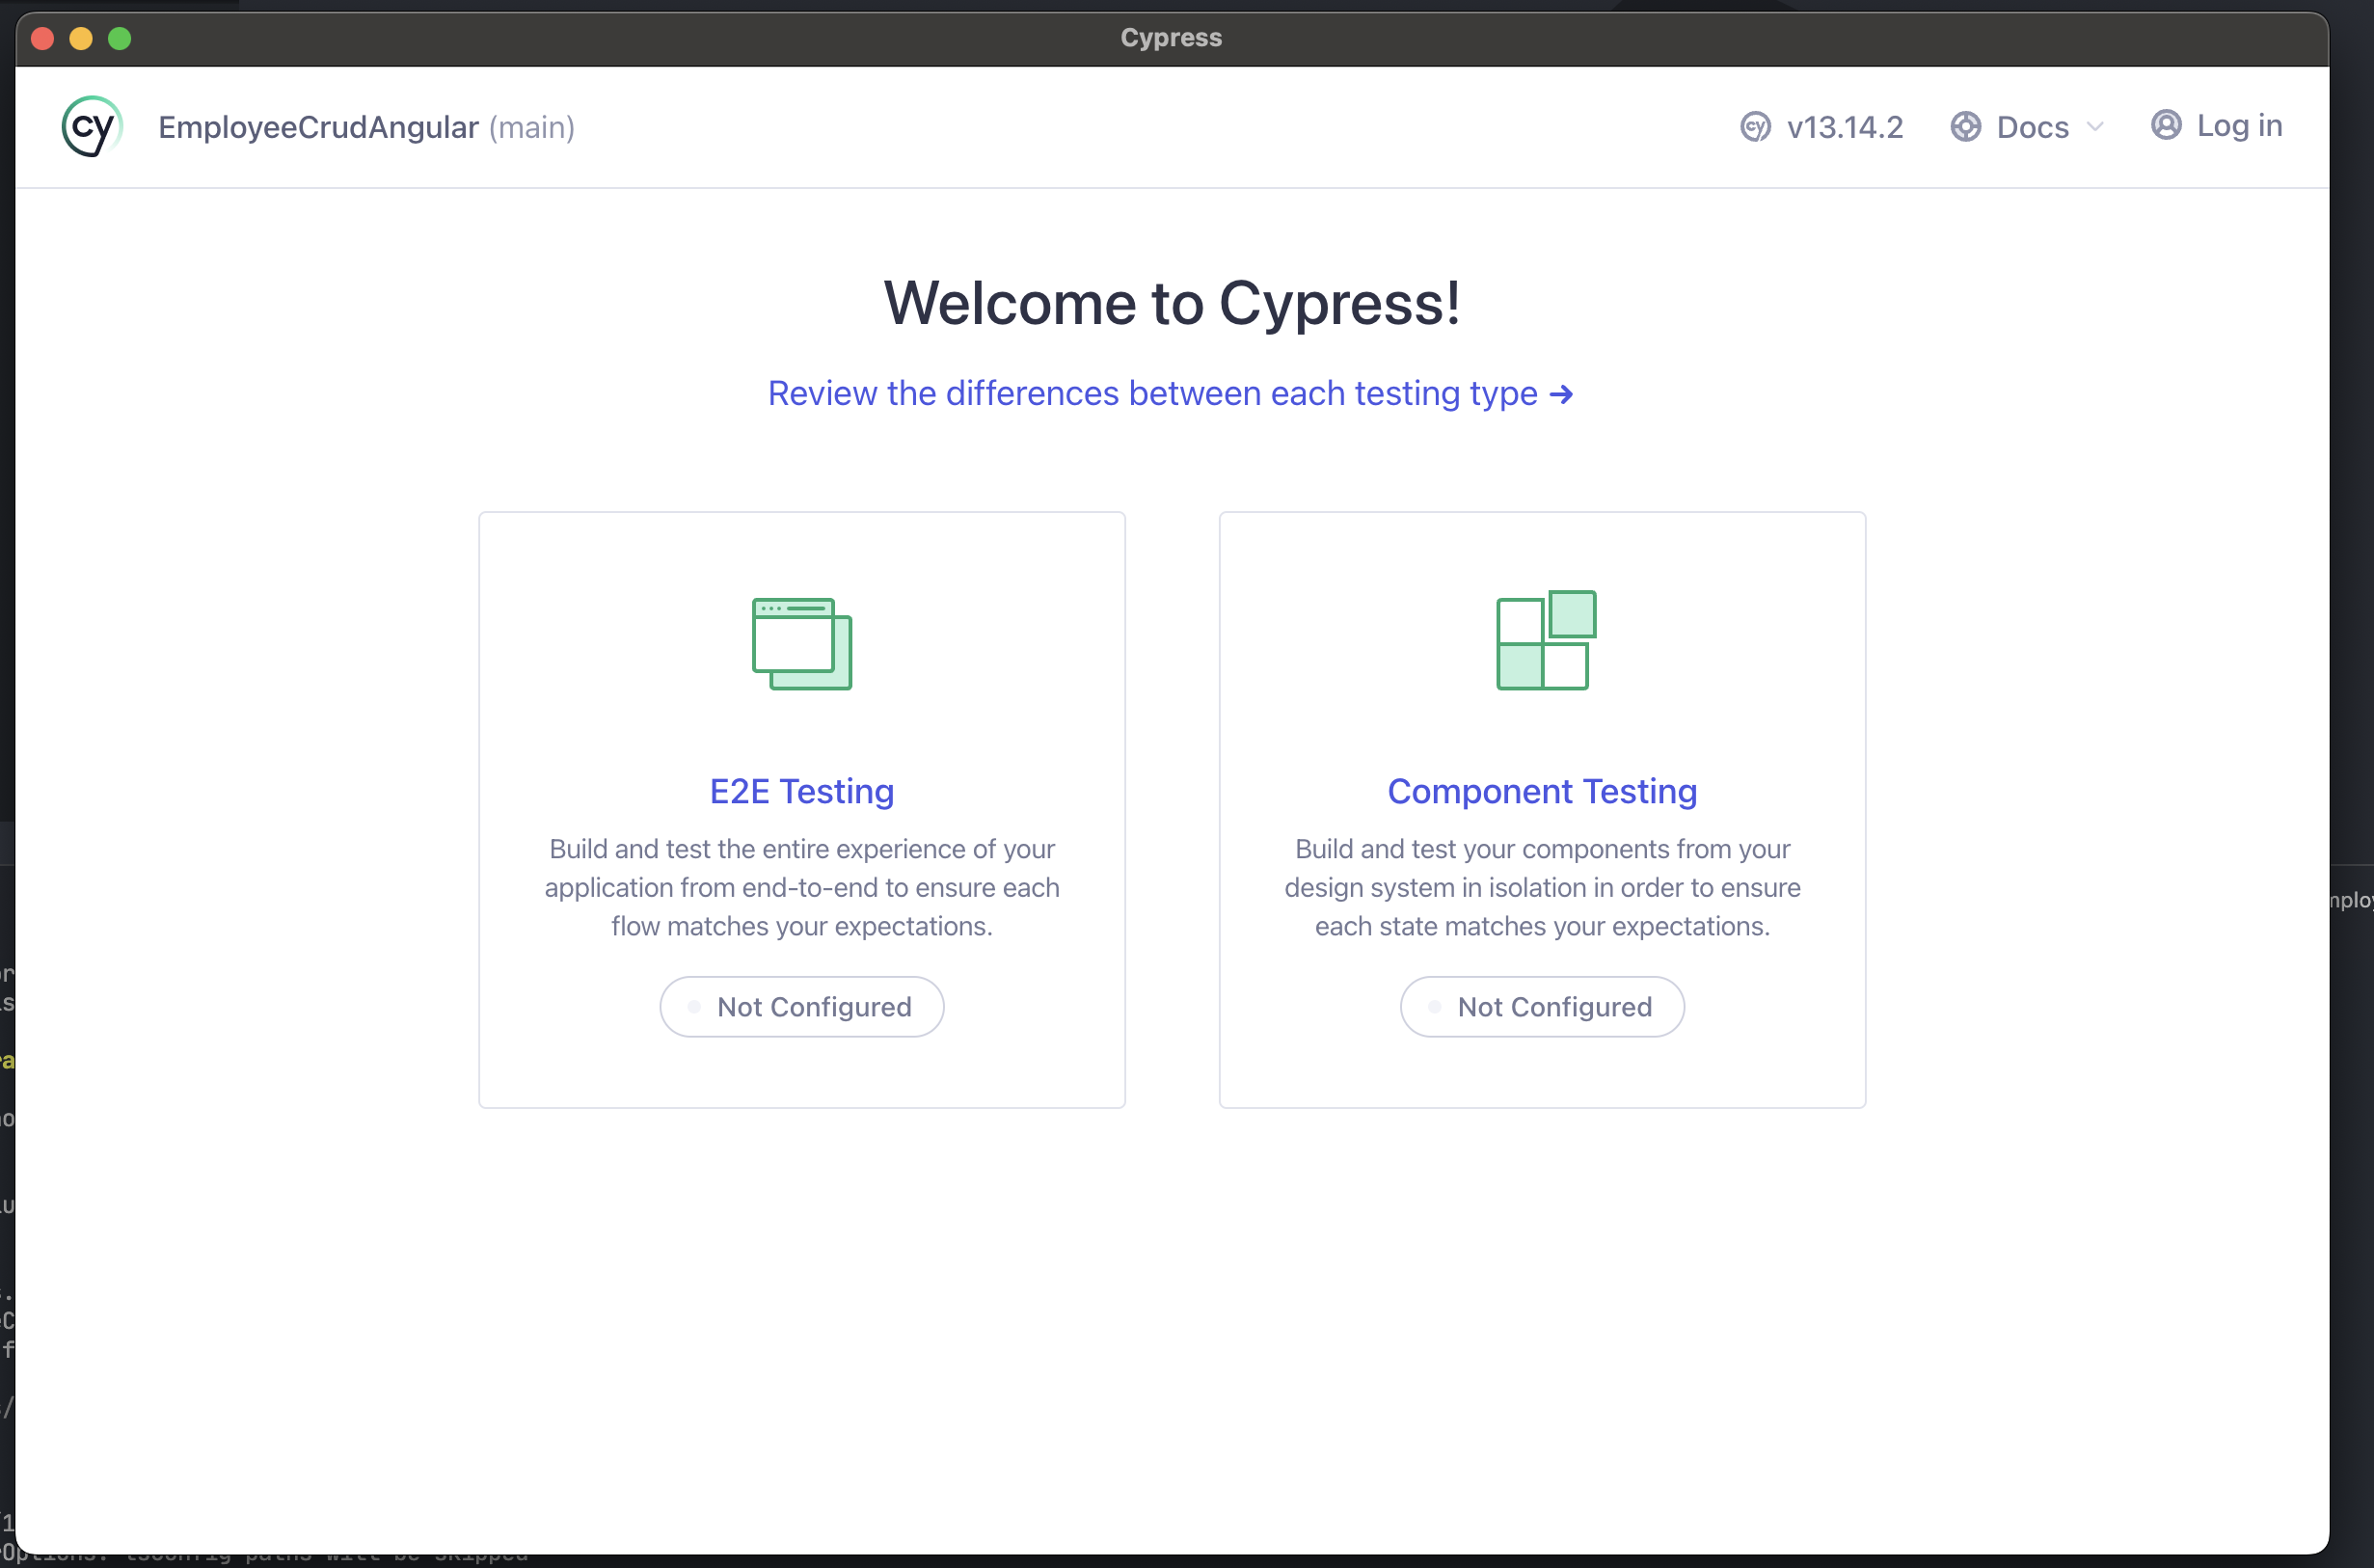 Cypress
cy EmployeeCrudAngular (main)
cy v13.14.2 Docs Log in
Welcome to Cypress!
Review the differences between each testing type →
E2E Testing
Build and test the entire experience of your
application from end-to-end to ensure each
flow matches your expectations.
Not Configured
Component Testing
Build and test your components from your
design system in isolation in order to ensure
each state matches your expectations.
Not Configured